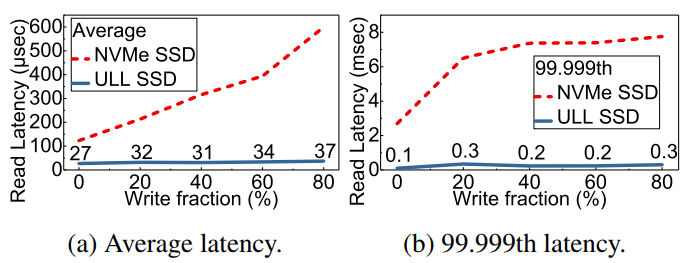 Read Latency (μsec)
600
500
400
300
200
100
0
Average
NVMe SSD
ULL SSD
27
32
31
34
37
0
20
40
60
80
Write fraction (%)
(a) Average latency.
Read Latency (msec)
8
6
4
2
0
99.999th
NVMe SSD
ULL SSD
0.1
0.3
0.2
0.2
0.3
0
20
40
60
80
Write fraction (%)
(b) 99.999th latency.